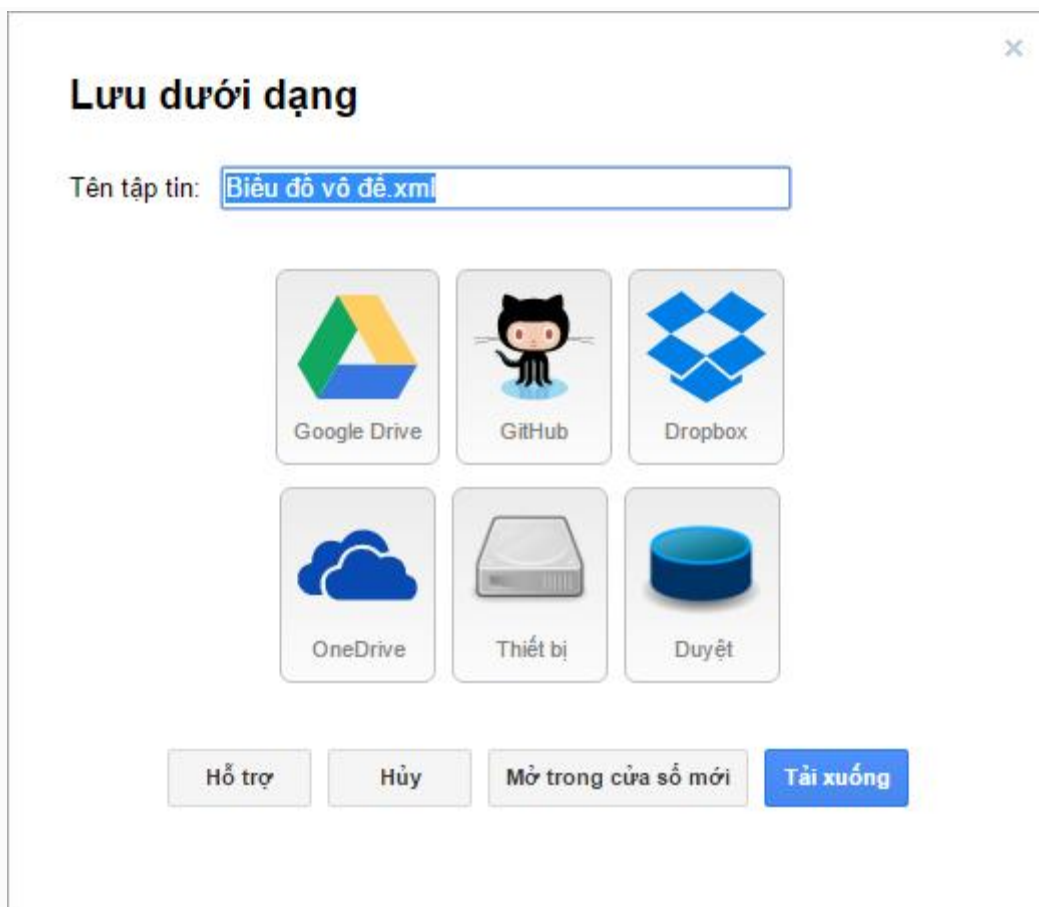 Lưu dưới dạng
Tên tập tin: Biểu đồ vô đề.xml
Google Drive GitHub Dropbox
OneDrive Thiết bị Duyệt
Hỗ trợ Hủy Mở trong cửa sổ mới Tải xuống